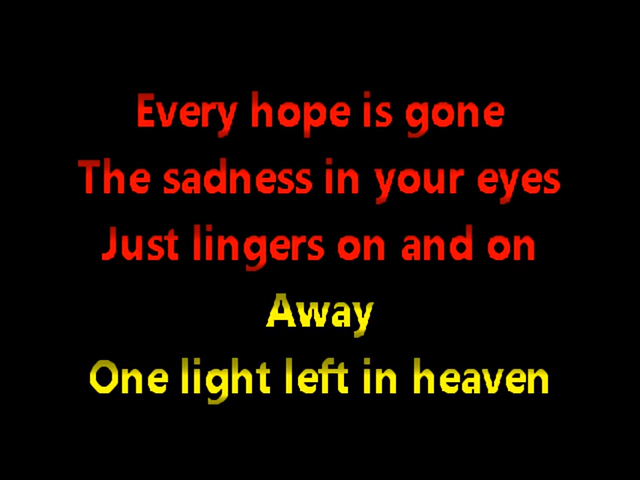 Every hope is gone
The sadness in your eyes
Just lingers on and on
Away
One light left in heaven